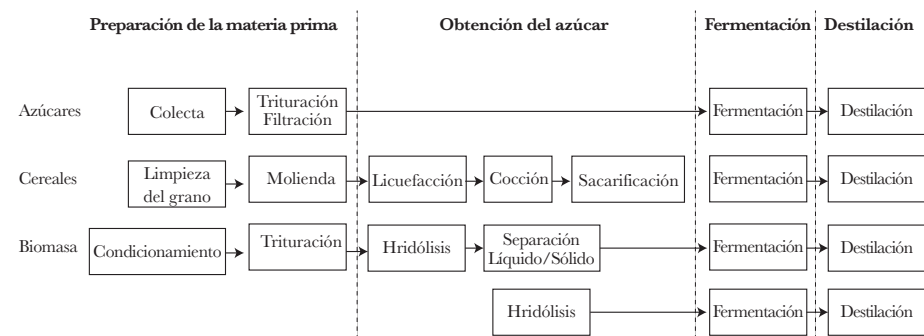 Preparación de la materia prima Obtención del azúcar Fermentación Destilación
Azúcares Colecta Trituración Filtración Fermentación Destilación
Cereales Limpieza del grano Molienda Licuefacción Cocción Sacarificación Fermentación Destilación
Biomasa Condicionamiento Trituración Hridólisis Separación Líquido/Sólido Fermentación Destilación
Hridólisis Fermentación Destilación